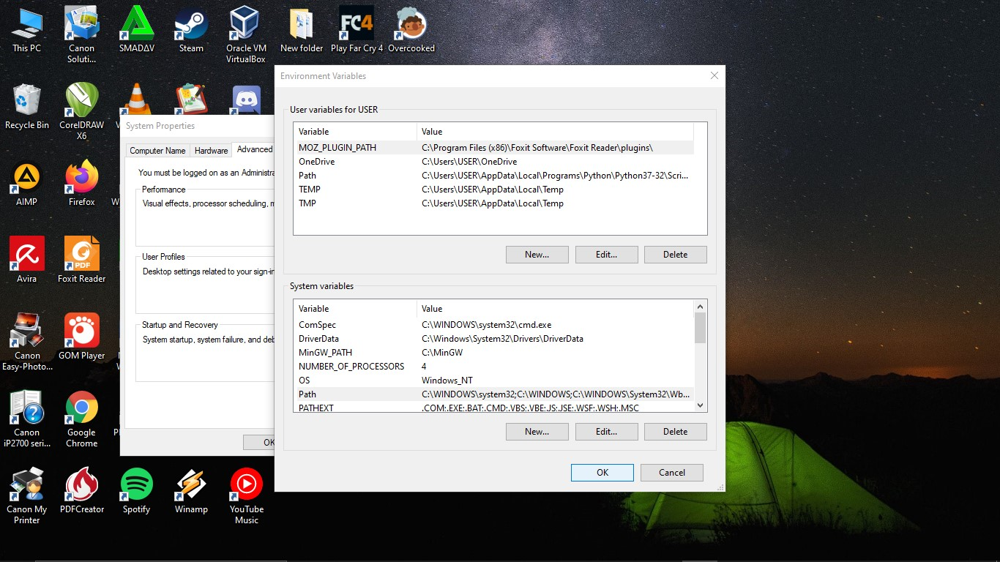 This PC
Canon
Soluti...
SMADΔV
Steam
Oracle VM
VirtualBox
New folder
FC4
Play Far Cry 4
Overcooked
Recycle Bin
CorelDRAW
X6
AIMP
Firefox
Avira
PDF
Foxit Reader
Canon
Easy-Photo...
GOM Player
Canon
iP2700 seri...
Google
Chrome
Canon My
Printer
PDFCreator
Spotify
Winamp
YouTube
Music
System Properties
Computer Name
Hardware
Advanced
You must be logged on as an Administra
Performance
Visual effects, processor scheduling, m
User Profiles
Desktop settings related to your sign-in
Startup and Recovery
System startup, system failure, and deb
OK
Environment Variables
User variables for USER
Variable Value
MOZ_PLUGIN_PATH C:\Program Files (x86)\Foxit Software\Foxit Reader\plugins\
OneDrive C:\Users\USER\OneDrive
Path C:\Users\USER\AppData\Local\Programs\Python\Python37-32\Scri...
TEMP C:\Users\USER\AppData\Local\Temp
TMP C:\Users\USER\AppData\Local\Temp
New... Edit... Delete
System variables
Variable Value
ComSpec C:\WINDOWS\system32\cmd.exe
DriverData C:\Windows\System32\Drivers\DriverData
MinGW_PATH C:\MinGW
NUMBER_OF_PROCESSORS 4
OS Windows_NT
Path C:\WINDOWS\system32;C:\WINDOWS;C:\WINDOWS\System32\Wb...
PATHEXT .COM;.EXE;.BAT;.CMD;.VBS;.VBE;.JS;.JSE;.WSF;.WSH;.MSC
New... Edit... Delete
OK Cancel